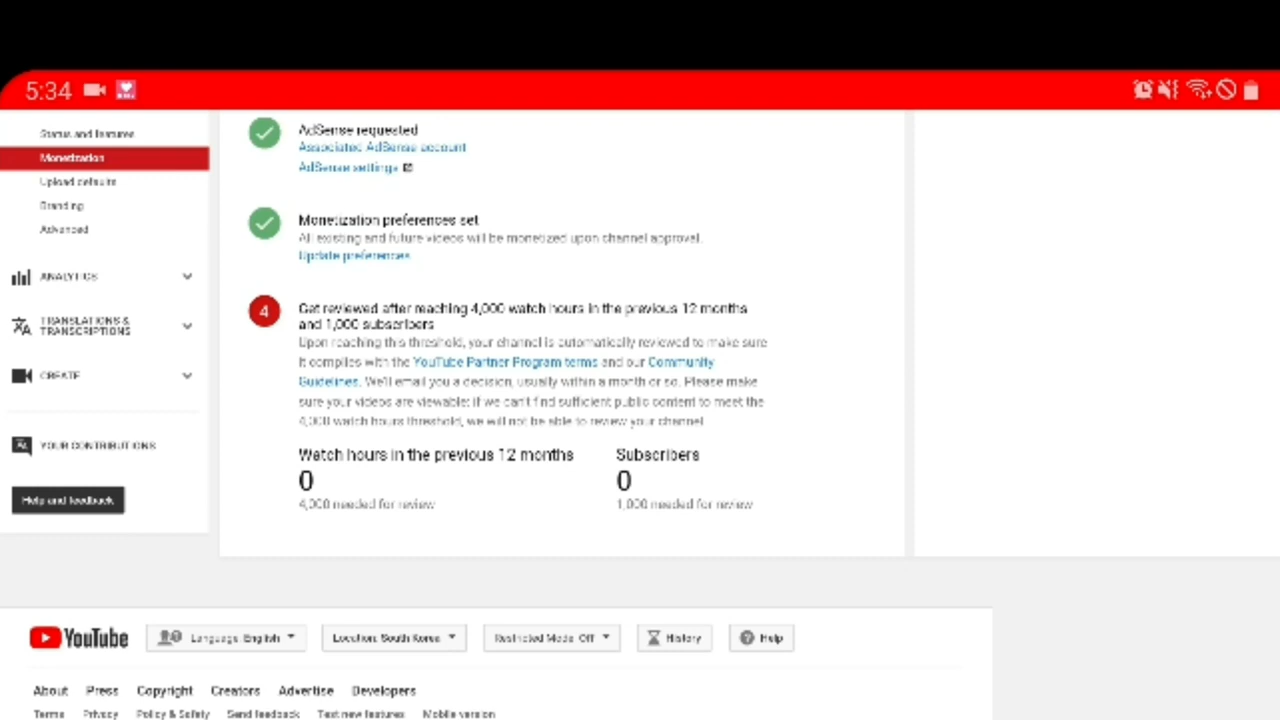 5:34
Status and features
Monetization
Upload defaults
Branding
Advanced
ANALYTICS
TRANSLATIONS &
TRANSCRIPTIONS
CREATE
YOUR CONTRIBUTIONS
Help and feedback
AdSense requested
Associated AdSense account
AdSense settings
Monetization preferences set
All existing and future videos will be monetized upon channel approval.
Update preferences
4
Get reviewed after reaching 4,000 watch hours in the previous 12 months
and 1,000 subscribers
Upon reaching this threshold, your channel is automatically reviewed to make sure
it complies with the YouTube Partner Program terms and our Community
Guidelines. We'll email you a decision, usually within a month or so. Please make
sure your videos are viewable: if we can't find sufficient public content to meet the
4,000 watch hours threshold, we will not be able to review your channel
Watch hours in the previous 12 months
0
4,000 needed for review
Subscribers
0
1,000 needed for review
YouTube Language: English Location: South Korea Restricted Mode: Off History Help
About Press Copyright Creators Advertise Developers
Terms Privacy Policy & Safety Send feedback Test new features Mobile version